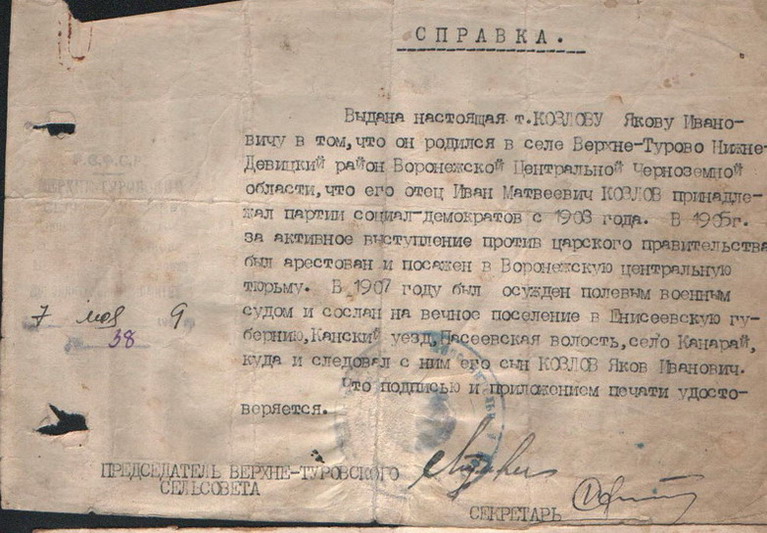 СПРАВКА.
Выдана настоящая т.КОЗЛОВУ Якову Ивано-
вичу в том,что он родился в селе Верхне-Турово Нижне-
Девицкий район Воронежской Центральной Черноземной
области,что его отец Иван Матвеевич КОЗЛОВ принадле-
жал партии социал-демократов с 1903 года. В 1905г.
за активное выступление против царского правительства
был арестован и посажен в Воронежскую центральную
тюрьму. В 1907 году был осужден полевым военным
судом и сослан на вечное поселение в Енисеевскую гу-
бернию,Канский уезд,Насеевская волость,село Канарай,
куда и следовал с ним его сын КОЗЛОВ Яков Иванович.
Что подписью и приложением печати удосто-
веряется.
Р.С.Ф.С.Р.
7 мая 9
38
ПРЕДСЕДАТЕЛЬ ВЕРХНЕ-ТУРОВСКОГО
СЕЛЬСОВЕТА
СЕКРЕТАРЬ